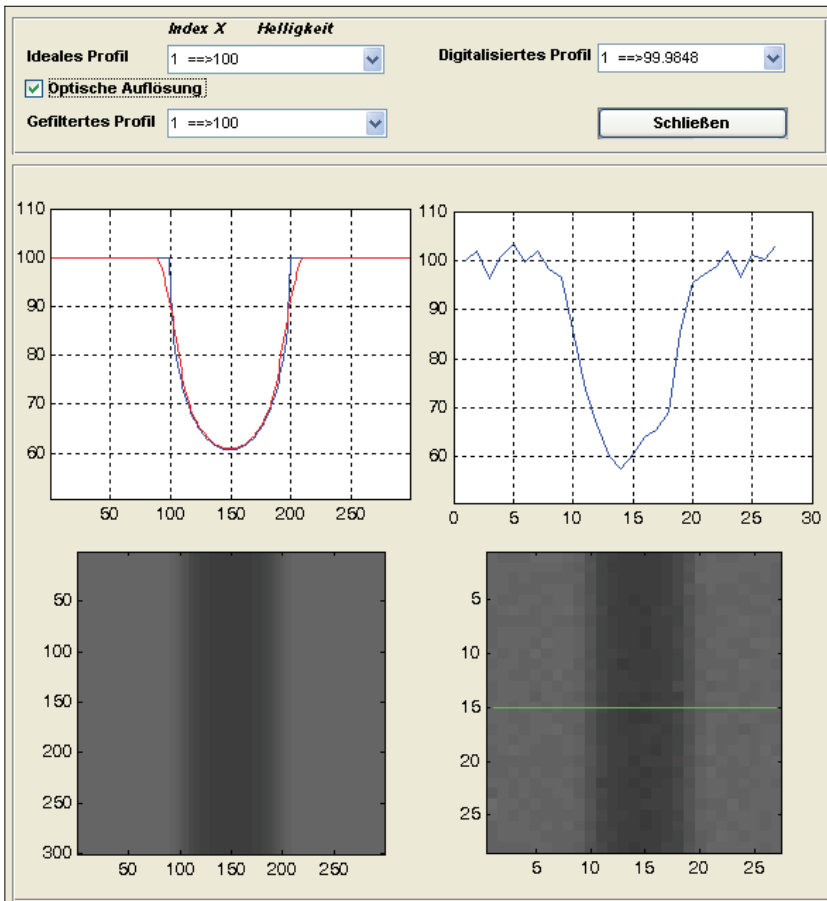 Index X Helligkeit
Ideales Profil 1 ==>100 Digitalisiertes Profil 1 ==>99.9848
Optische Auflösung
Gefiltertes Profil 1 ==>100 Schließen
110
100
90
80
70
60
50 100 150 200 250
110
100
90
80
70
60
0 5 10 15 20 25 30
50
100
150
200
250
300
50 100 150 200 250
5
10
15
20
25
5 10 15 20 25